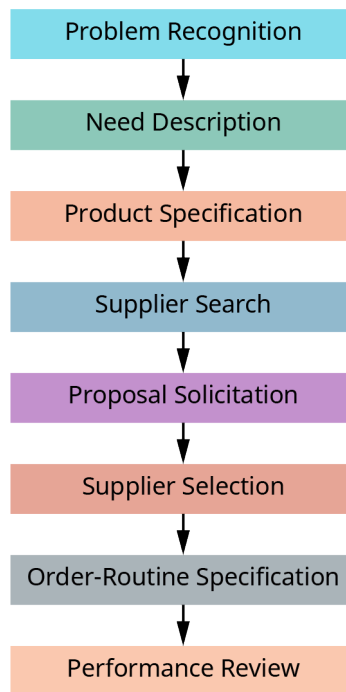 Problem Recognition
Need Description
Product Specification
Supplier Search
Proposal Solicitation
Supplier Selection
Order-Routine Specification
Performance Review